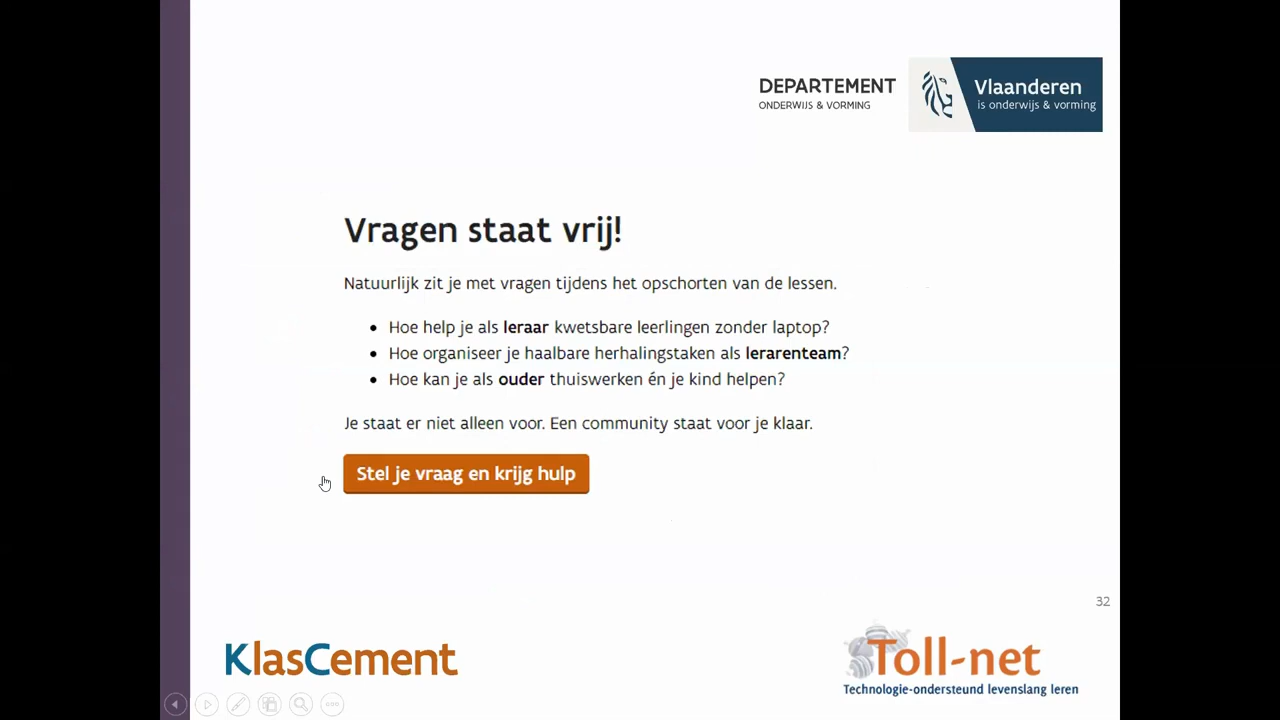 DEPARTEMENT
ONDERWIJS & VORMING
Vlaanderen
is onderwijs & vorming
Vragen staat vrij!
Natuurlijk zit je met vragen tijdens het opschorten van de lessen.
• Hoe help je als leraar kwetsbare leerlingen zonder laptop?
• Hoe organiseer je haalbare herhalingstaken als lerarenteam?
• Hoe kan je als ouder thuiswerken én je kind helpen?
Je staat er niet alleen voor. Een community staat voor je klaar.
Stel je vraag en krijg hulp
32
KlasCement
Toll-net
Technologie-ondersteund levenslang leren